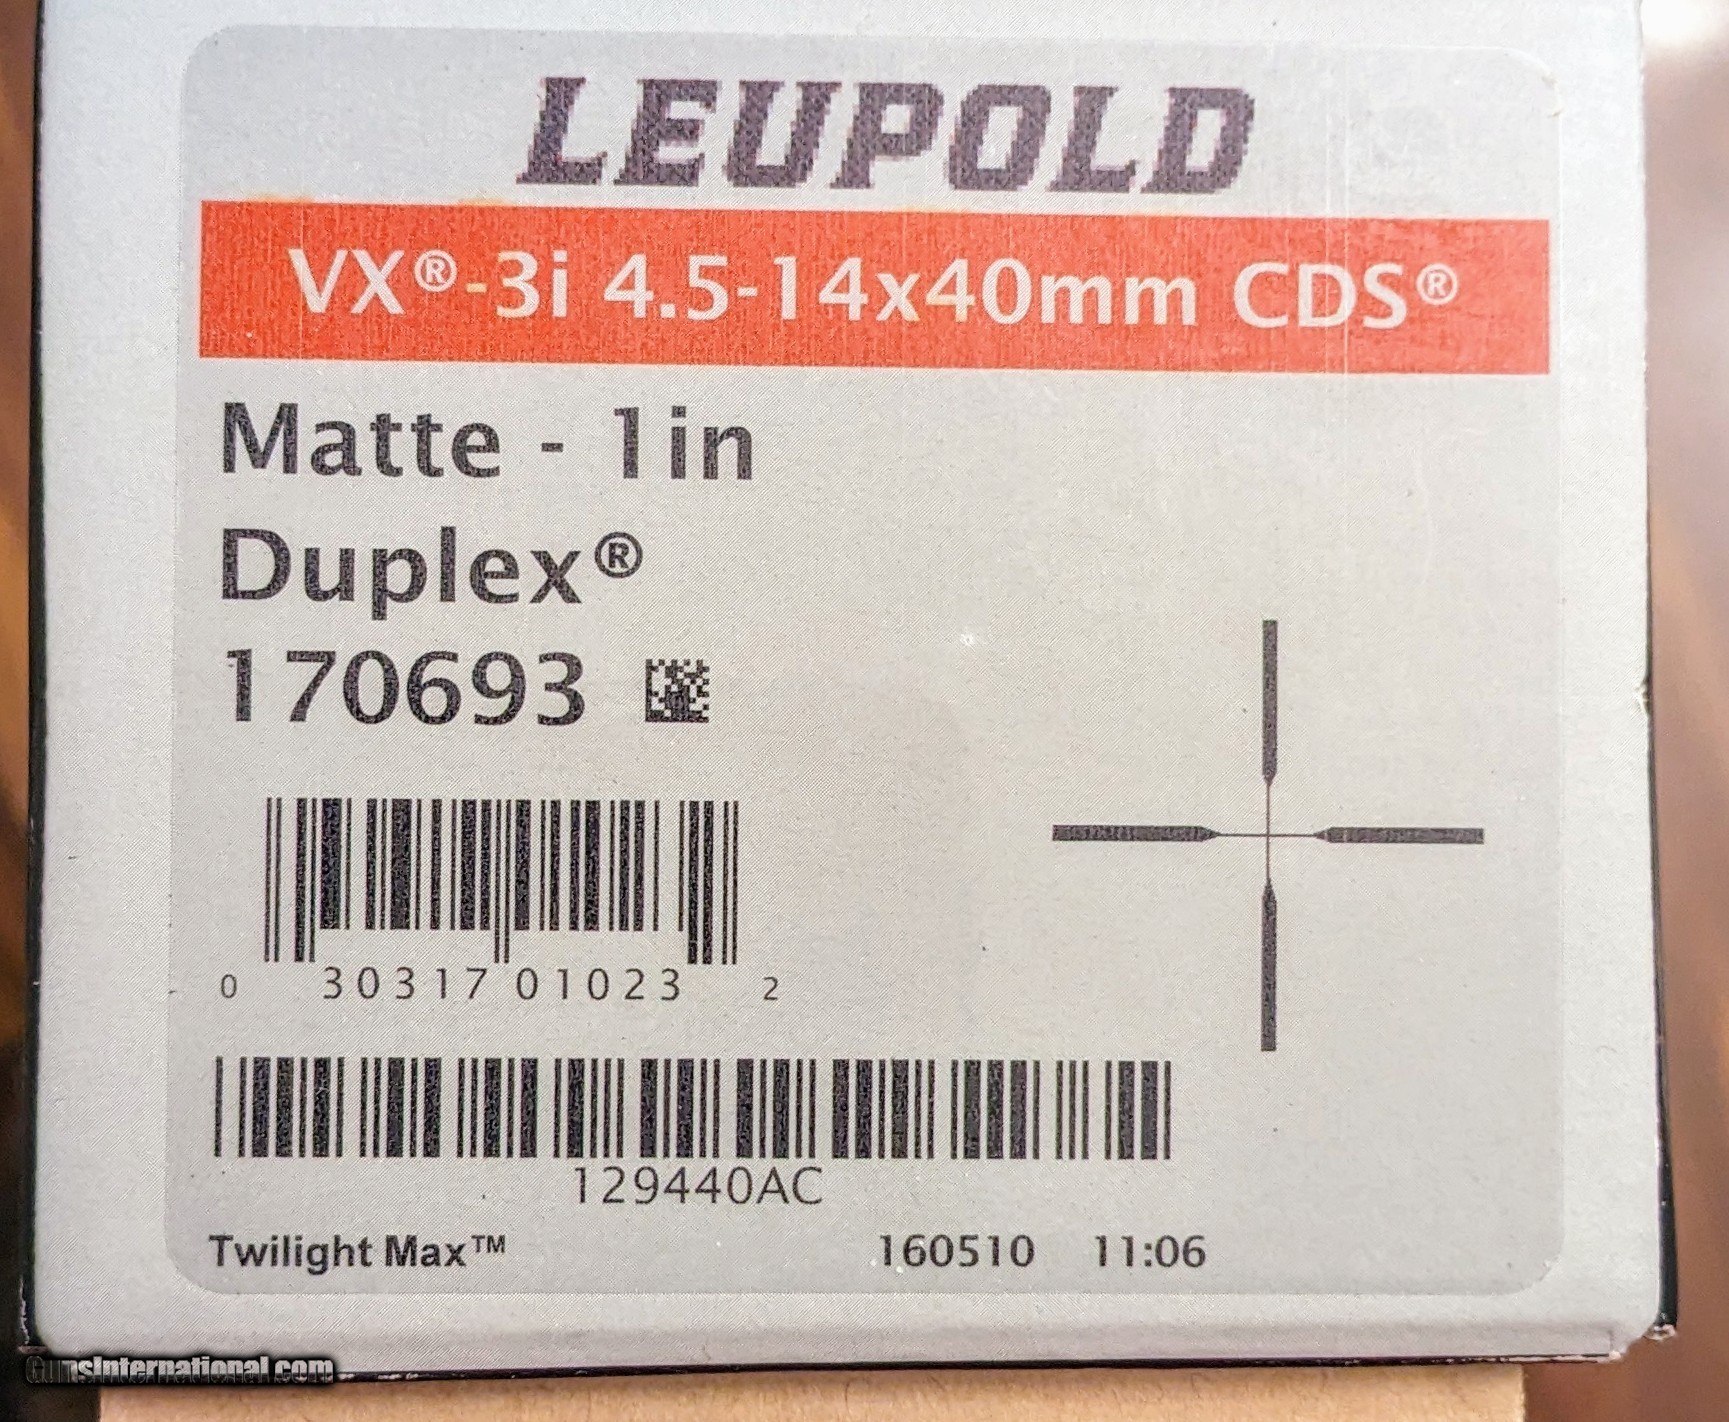 LEUPOLD
VX®-3i 4.5-14x40mm CDS®
Matte - 1in
Duplex®
170693
0 30317 01023 2
129440AC
Twilight Max™ 160510 11:06
GunsInternational.com